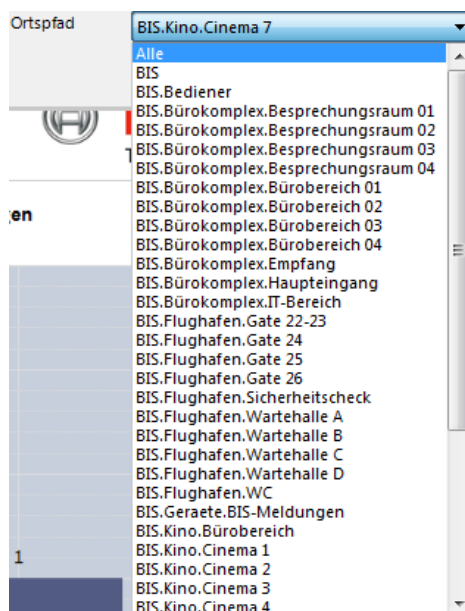 Ortspfad
BIS.Kino.Cinema 7
Alle
BIS
BIS.Bediener
BIS.Bürokomplex.Besprechungsraum 01
BIS.Bürokomplex.Besprechungsraum 02
BIS.Bürokomplex.Besprechungsraum 03
BIS.Bürokomplex.Besprechungsraum 04
BIS.Bürokomplex.Bürobereich 01
BIS.Bürokomplex.Bürobereich 02
BIS.Bürokomplex.Bürobereich 03
BIS.Bürokomplex.Bürobereich 04
BIS.Bürokomplex.Empfang
BIS.Bürokomplex.Haupteingang
BIS.Bürokomplex.IT-Bereich
BIS.Flughafen.Gate 22-23
BIS.Flughafen.Gate 24
BIS.Flughafen.Gate 25
BIS.Flughafen.Gate 26
BIS.Flughafen.Sicherheitscheck
BIS.Flughafen.Wartehalle A
BIS.Flughafen.Wartehalle B
BIS.Flughafen.Wartehalle C
BIS.Flughafen.Wartehalle D
BIS.Flughafen.WC
BIS.Geraete.BIS-Meldungen
BIS.Kino.Bürobereich
BIS.Kino.Cinema 1
BIS.Kino.Cinema 2
BIS.Kino.Cinema 3
BIS.Kino.Cinema 4
en
1